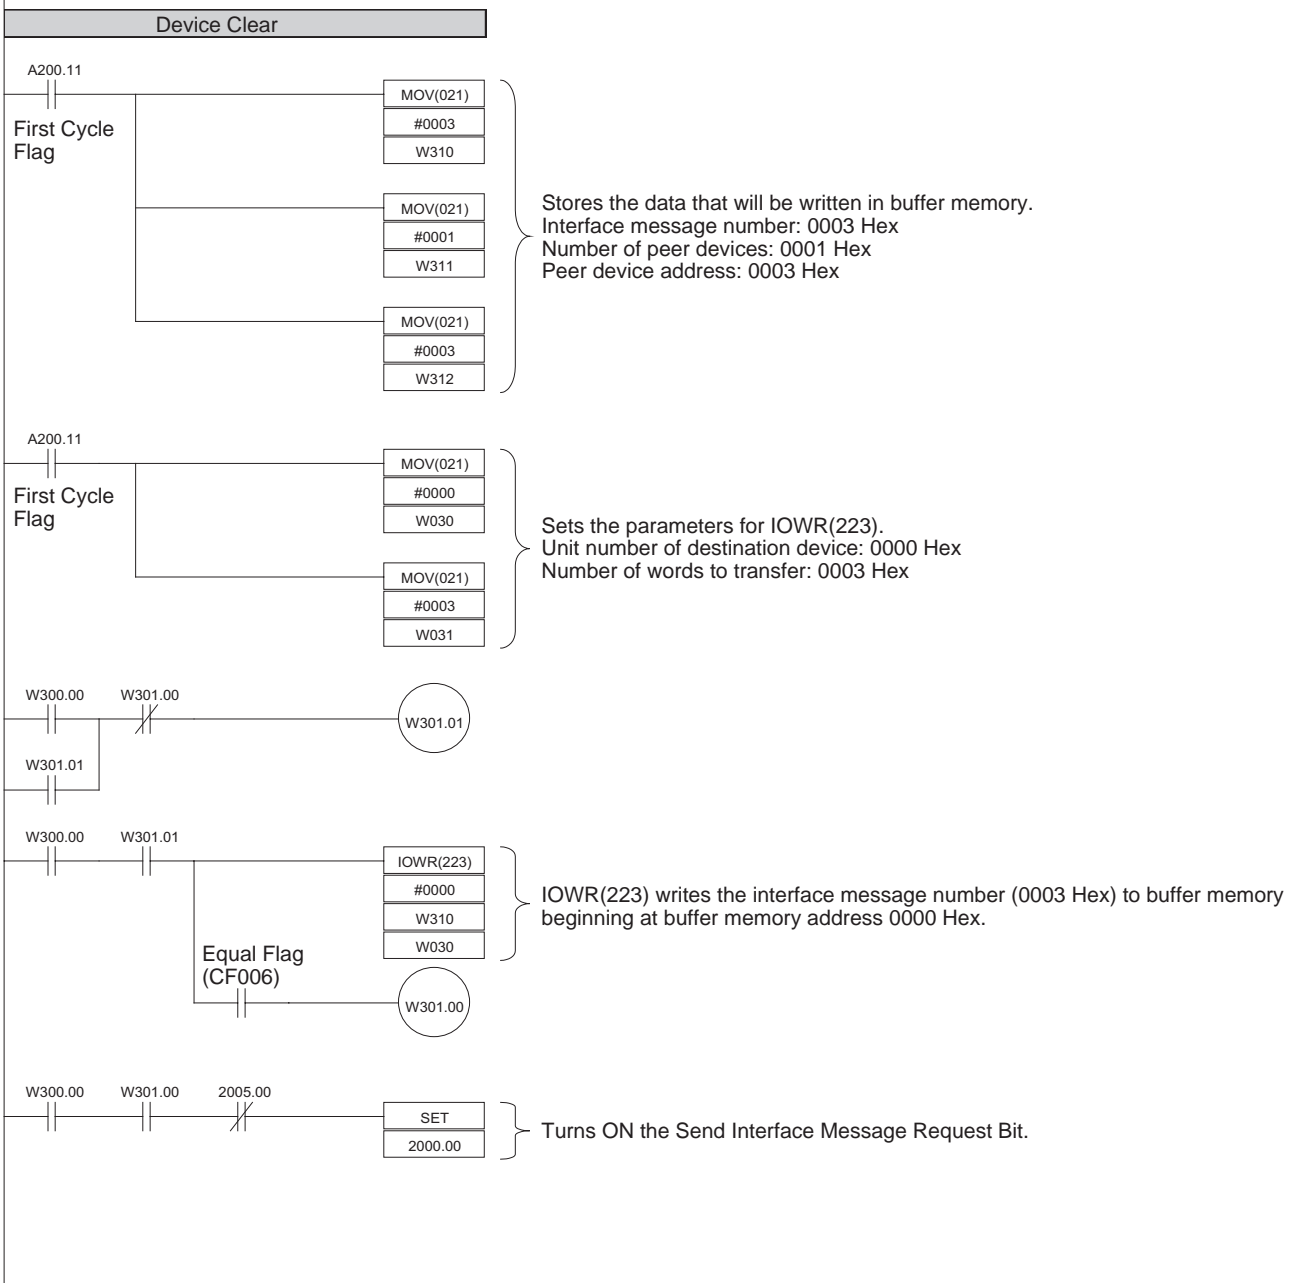 Device Clear
A200.11
First Cycle
Flag
MOV(021)
#0003
W310
MOV(021)
#0001
W311
MOV(021)
#0003
W312
Stores the data that will be written in buffer memory.
Interface message number: 0003 Hex
Number of peer devices: 0001 Hex
Peer device address: 0003 Hex
A200.11
First Cycle
Flag
MOV(021)
#0000
W030
MOV(021)
#0003
W031
Sets the parameters for IOWR(223).
Unit number of destination device: 0000 Hex
Number of words to transfer: 0003 Hex
W300.00 W301.00
W301.01
W301.01
W300.00 W301.01
IOWR(223)
#0000
W310
W030
IOWR(223) writes the interface message number (0003 Hex) to buffer memory
beginning at buffer memory address 0000 Hex.
Equal Flag
(CF006)
W301.00
W300.00 W301.00 2005.00
SET
2000.00
Turns ON the Send Interface Message Request Bit.